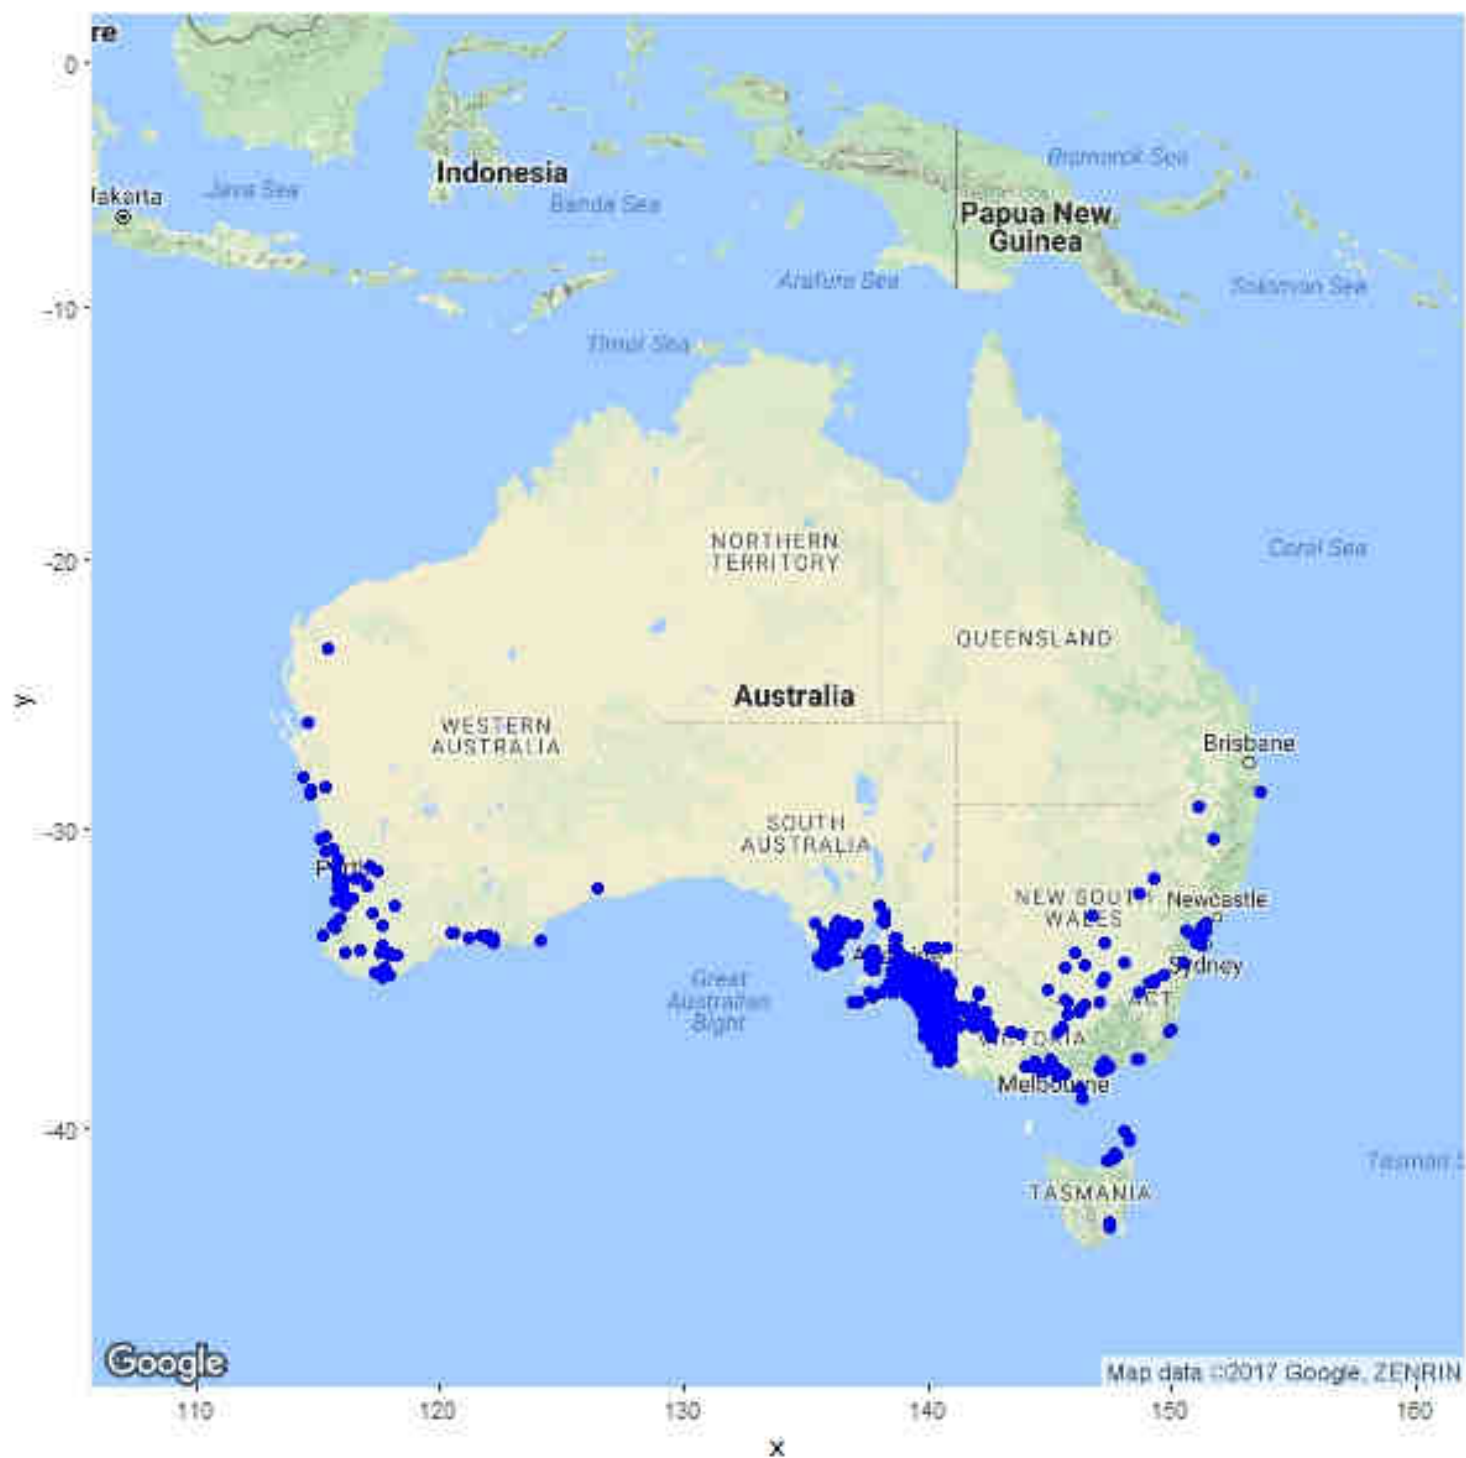 re
0
Indonesia
Bismarck Sea
Jakarta
Java Sea
Banda Sea
Papua New
Guinea
Arafura Sea
Solomon Sea
-10
Timor Sea
NORTHERN
TERRITORY
Coral Sea
-20
QUEENSLAND
Australia
y
WESTERN
AUSTRALIA
Brisbane
SOUTH
AUSTRALIA
-30
NEW SOUTH
WALES
Newcastle
Sydney
Great
Australian
Bight
ACT
VICTORIA
Melbourne
-40
Tasman S
TASMANIA
Google
Map data ©2017 Google, ZENRIN
110
120
130
140
150
160
x